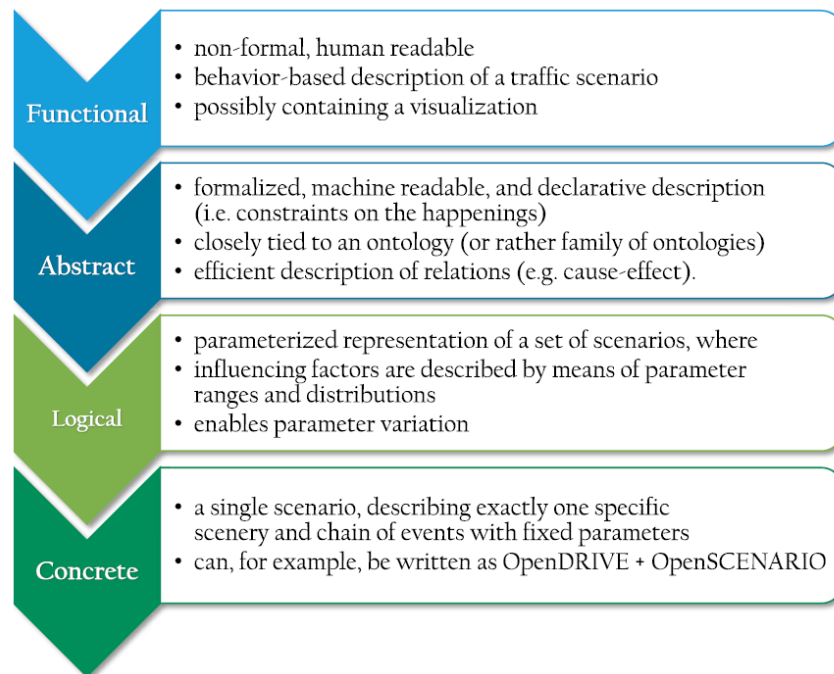 Functional
• non-formal, human readable
• behavior-based description of a traffic scenario
• possibly containing a visualization
Abstract
• formalized, machine readable, and declarative description
(i.e. constraints on the happenings)
• closely tied to an ontology (or rather family of ontologies)
• efficient description of relations (e.g. cause-effect).
Logical
• parameterized representation of a set of scenarios, where
• influencing factors are described by means of parameter
ranges and distributions
• enables parameter variation
Concrete
• a single scenario, describing exactly one specific
scenery and chain of events with fixed parameters
• can, for example, be written as OpenDRIVE + OpenSCENARIO